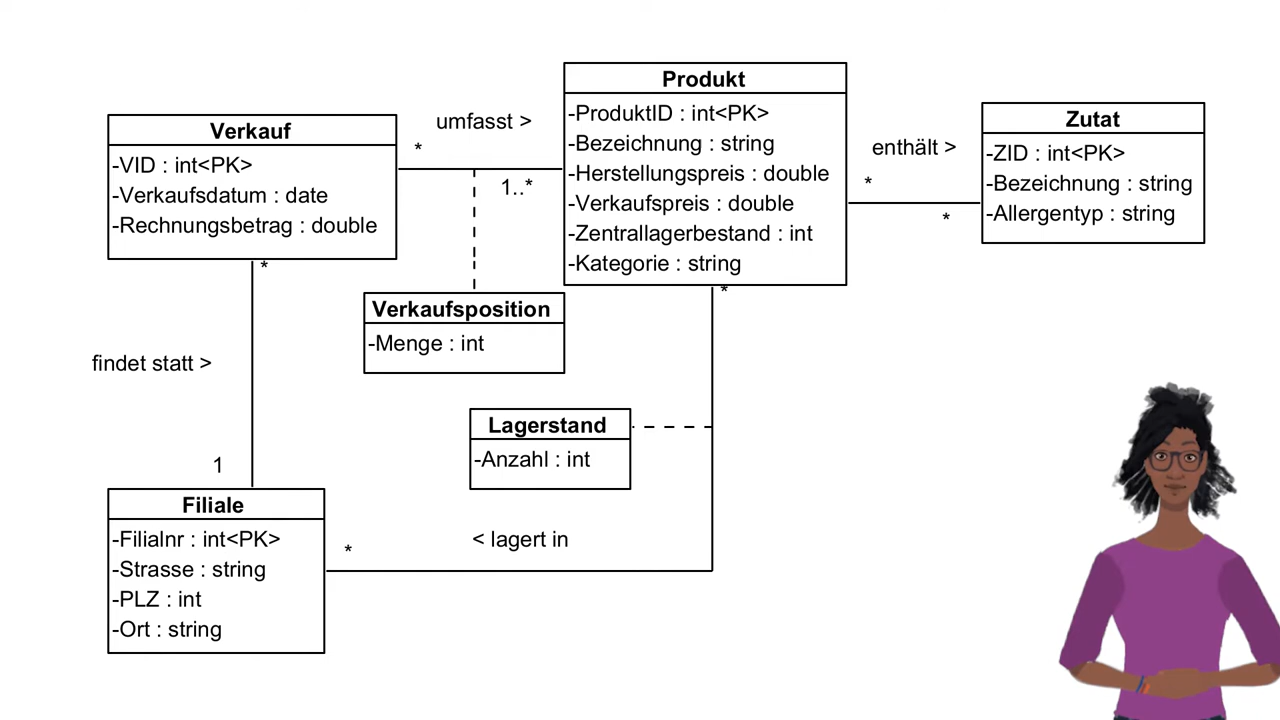 Verkauf
-VID : int<PK>
-Verkaufsdatum : date
-Rechnungsbetrag : double
umfasst >
*
1..*
Produkt
-ProduktID : int<PK>
-Bezeichnung : string
-Herstellungspreis : double
-Verkaufspreis : double
-Zentrallagerbestand : int
-Kategorie : string
enthält >
*
*
Zutat
-ZID : int<PK>
-Bezeichnung : string
-Allergentyp : string
*
findet statt >
1
Verkaufsposition
-Menge : int
*
Lagerstand
-Anzahl : int
Filiale
-Filialnr : int<PK>
-Strasse : string
-PLZ : int
-Ort : string
*
< lagert in